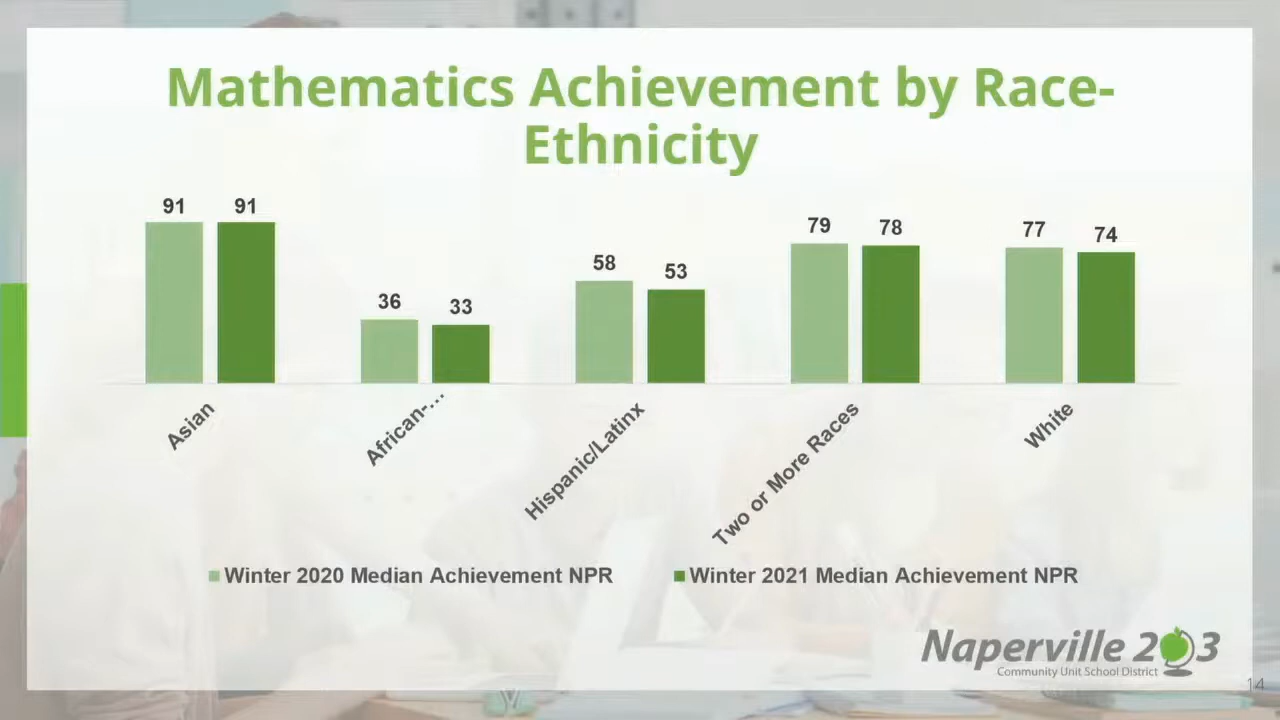 Mathematics Achievement by Race-
Ethnicity
91
91
36
33
58
53
79
78
77
74
Asian
African-...
Hispanic/Latinx
Two or More Races
White
Winter 2020 Median Achievement NPR
Winter 2021 Median Achievement NPR
Naperville 203
Community Unit School District
14